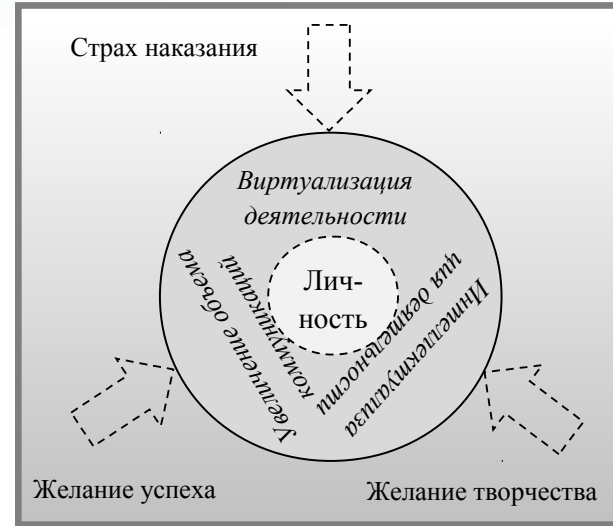 Страх наказания
Виртуализация
деятельности
Увеличение объема
коммуникаций
Лич-
ность
Интеллектуализа
ция деятельности
Желание успеха
Желание творчества